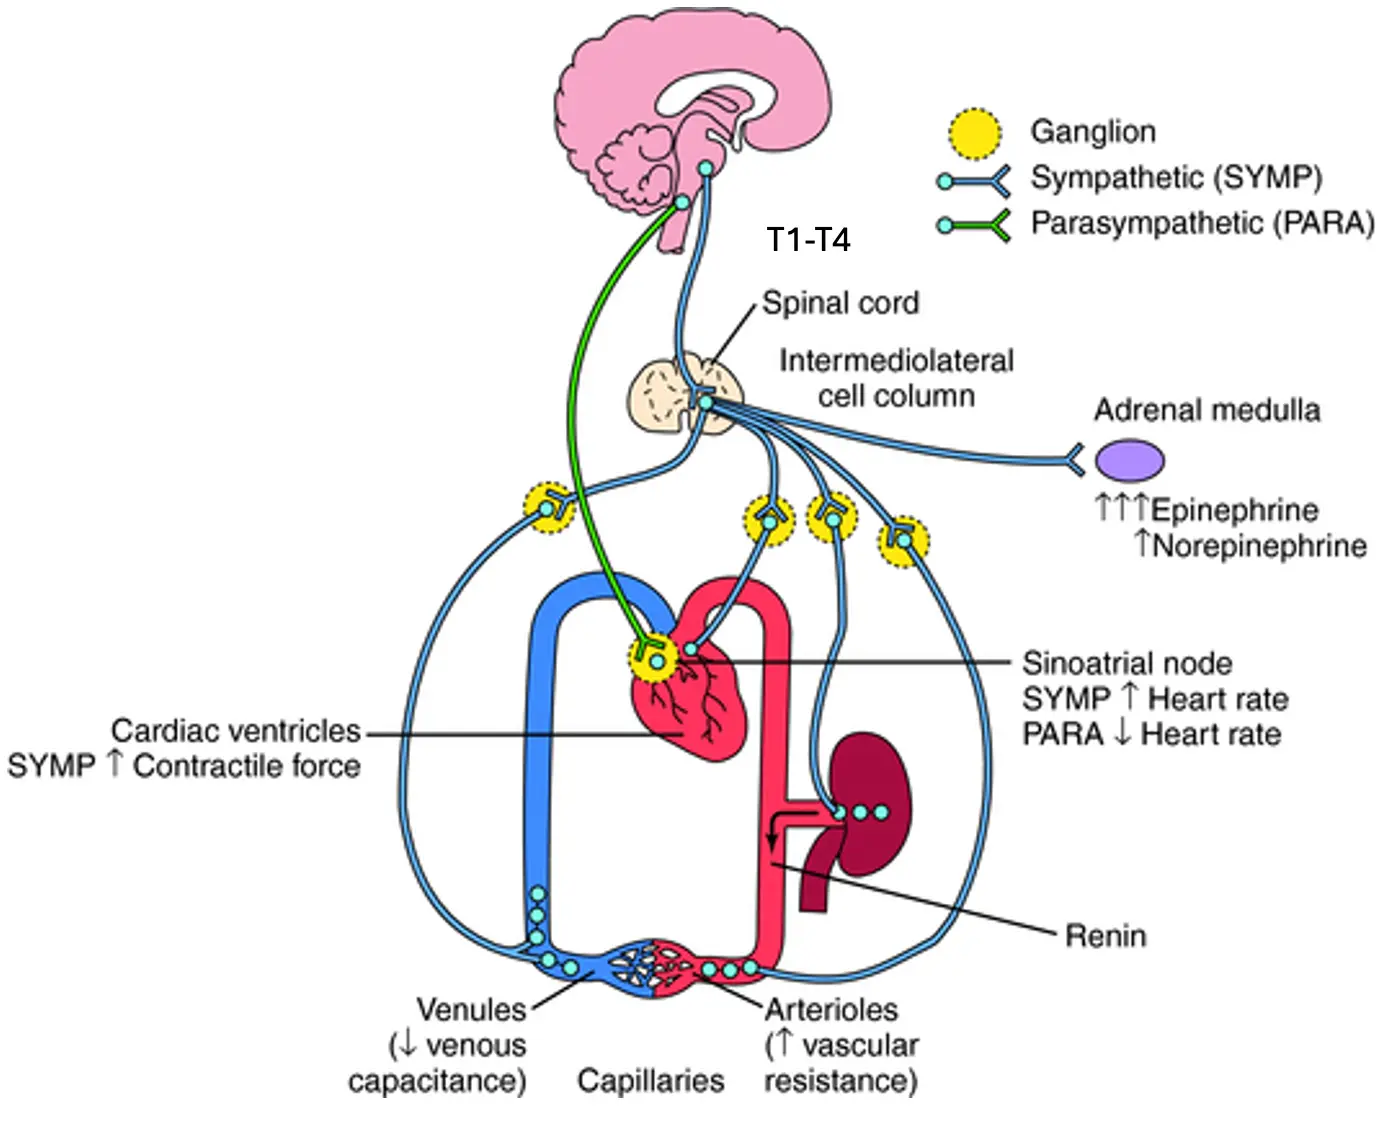 Ganglion
Sympathetic (SYMP)
Parasympathetic (PARA)
T1-T4
Spinal cord
Intermediolateral
cell column
Adrenal medulla
↑↑↑Epinephrine
↑Norepinephrine
Sinoatrial node
SYMP ↑ Heart rate
PARA ↓ Heart rate
Cardiac ventricles
SYMP ↑ Contractile force
Renin
Venules
(↓ venous
capacitance)
Capillaries
Arterioles
(↑ vascular
resistance)